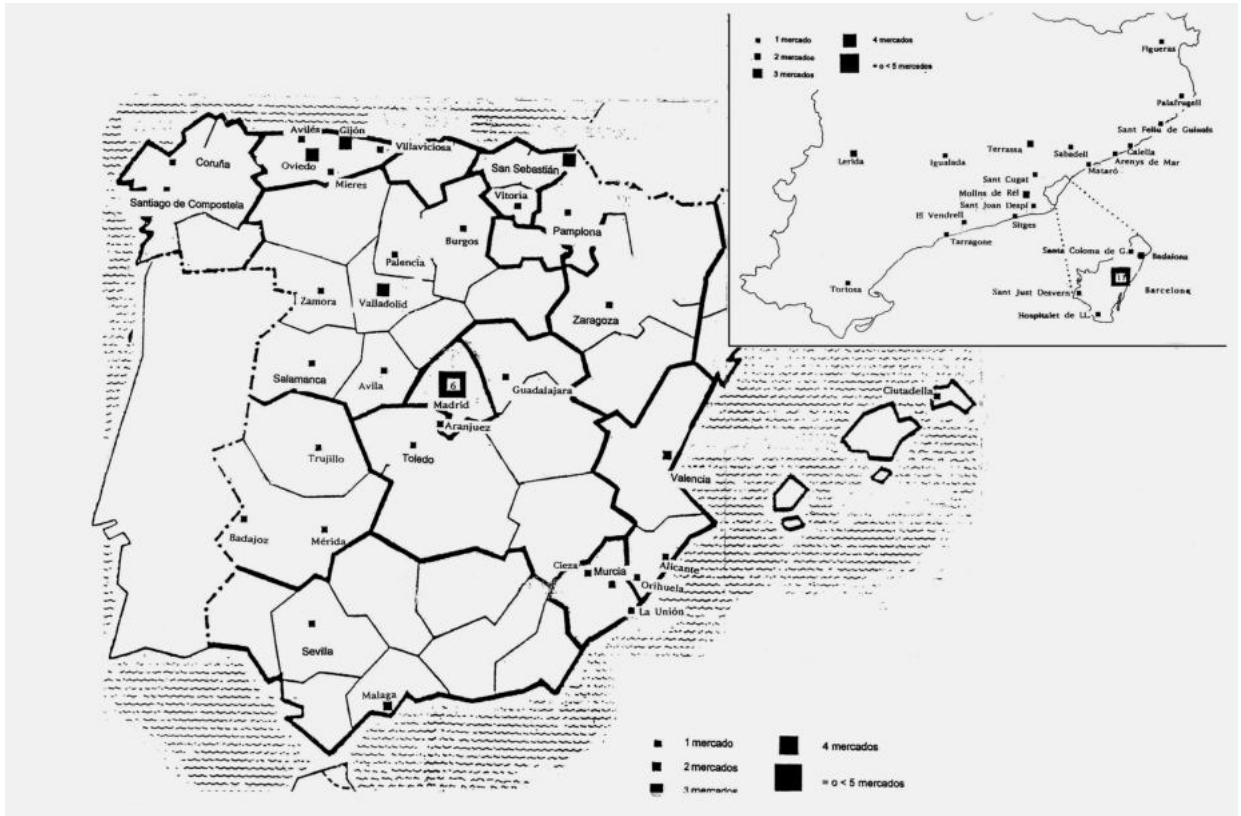 1 mercado
2 mercados
3 mercados
4 mercados
= o < 5 mercados
Figueras
Palafrugell
Sant Feliu de Guixols
Calella
Arenys de Mar
Mataró
Sabadell
Terrassa
Lerida
Igualada
Sant Cugat
Molins de Rei
Sant Joan Despí
El Vendrell
Sitges
Tarragone
Tortosa
Santa Coloma de G.
Badalona
Barcelona
Sant Just Desvern
Hospitalet de Ll.
Avilés
Gijón
Villaviciosa
Coruña
Oviedo
Mieres
San Sebastián
Santiago de Compostela
Vitoria
Pamplona
Burgos
Palencia
Zamora
Valladolid
Zaragoza
Salamanca
Avila
6
Madrid
Guadalajara
Aranjuez
Ciutadella
Trujillo
Toledo
Valencia
Badajoz
Mérida
Cieza
Murcia
Alicante
Orihuela
La Unión
Sevilla
Malaga
1 mercado
2 mercados
3 mercados
4 mercados
= o < 5 mercados